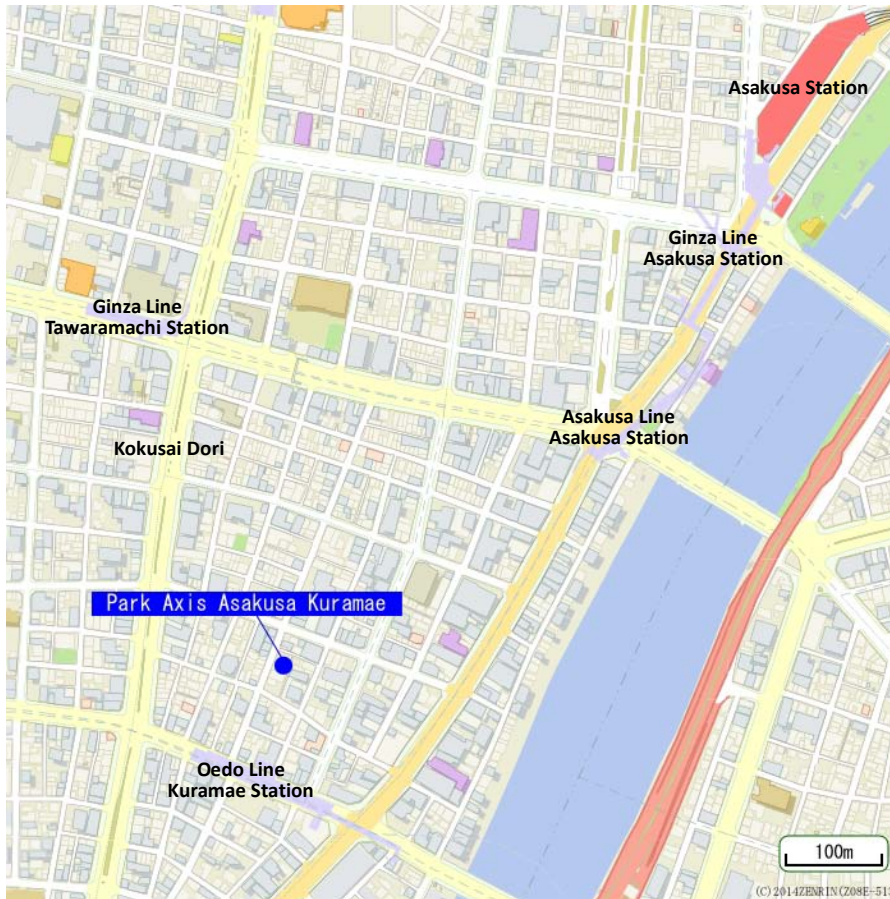 Asakusa Station
Ginza Line
Asakusa Station
Ginza Line
Tawaramachi Station
Asakusa Line
Asakusa Station
Kokusai Dori
Park Axis Asakusa Kuramae
Oedo Line
Kuramae Station
100m
(C) 2014ZENRIN(Z08E-